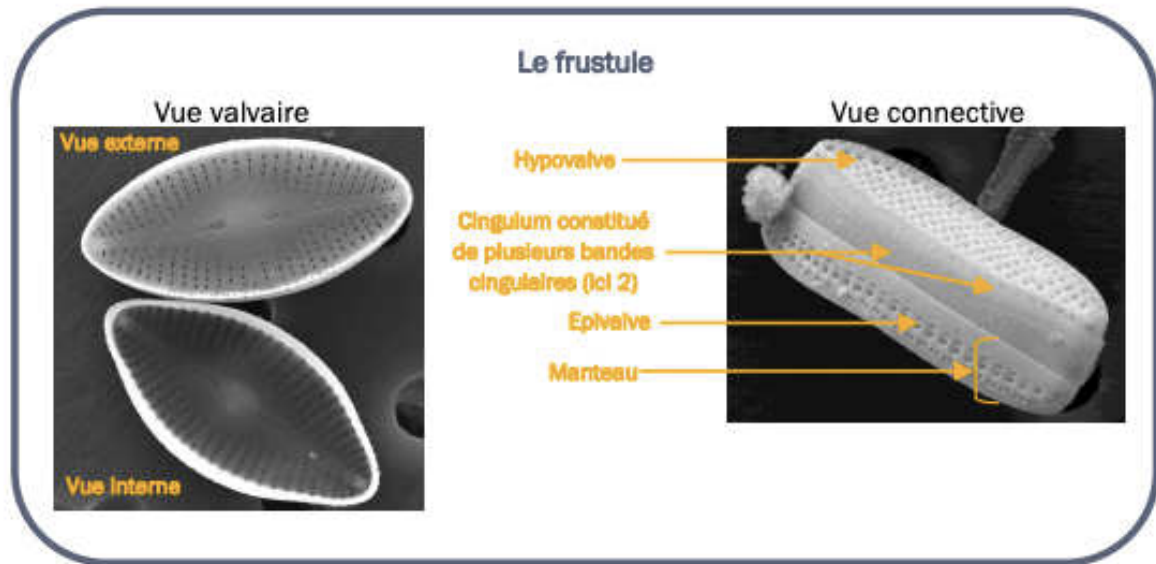 Le frustule
Vue valvaire
Vue externe
Vue interne
Vue connective
Hypovalve
Cingulum constitué
de plusieurs bandes
cingulaires (ici 2)
Epivalve
Manteau